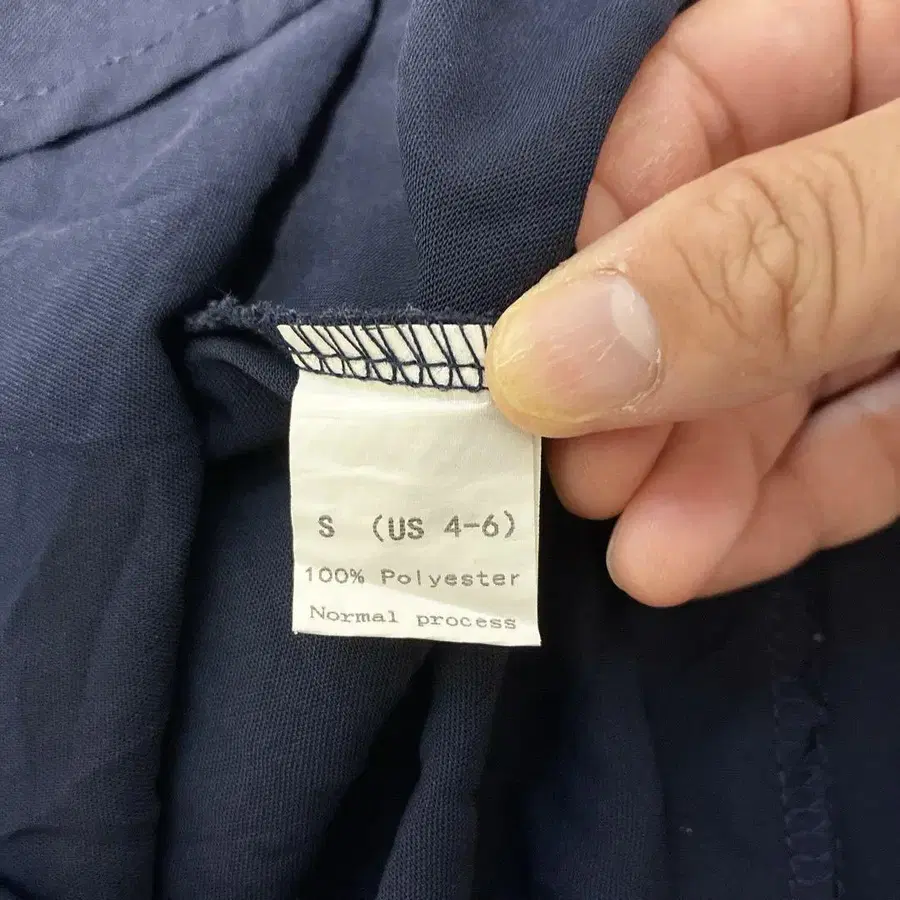 S (US 4-6)
100% Polyester
Normal process